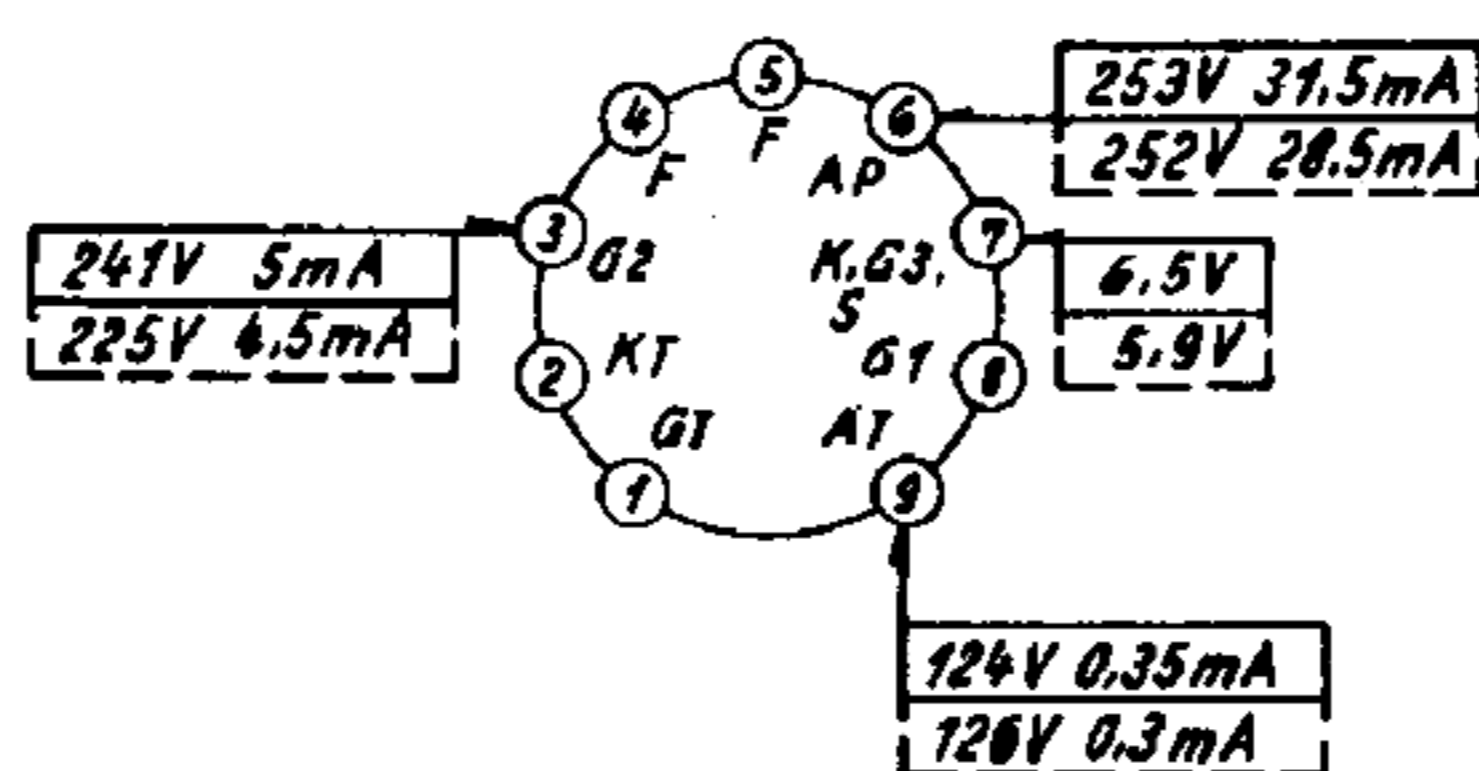 5
4
6
F
F
AP
253V 31.5mA
252V 28.5mA
3
G2
7
K,G3,
S
241V 5mA
225V 4.5mA
6.5V
5.9V
2
KT
G1
8
GT
AT
1
9
124V 0.35mA
126V 0.3mA